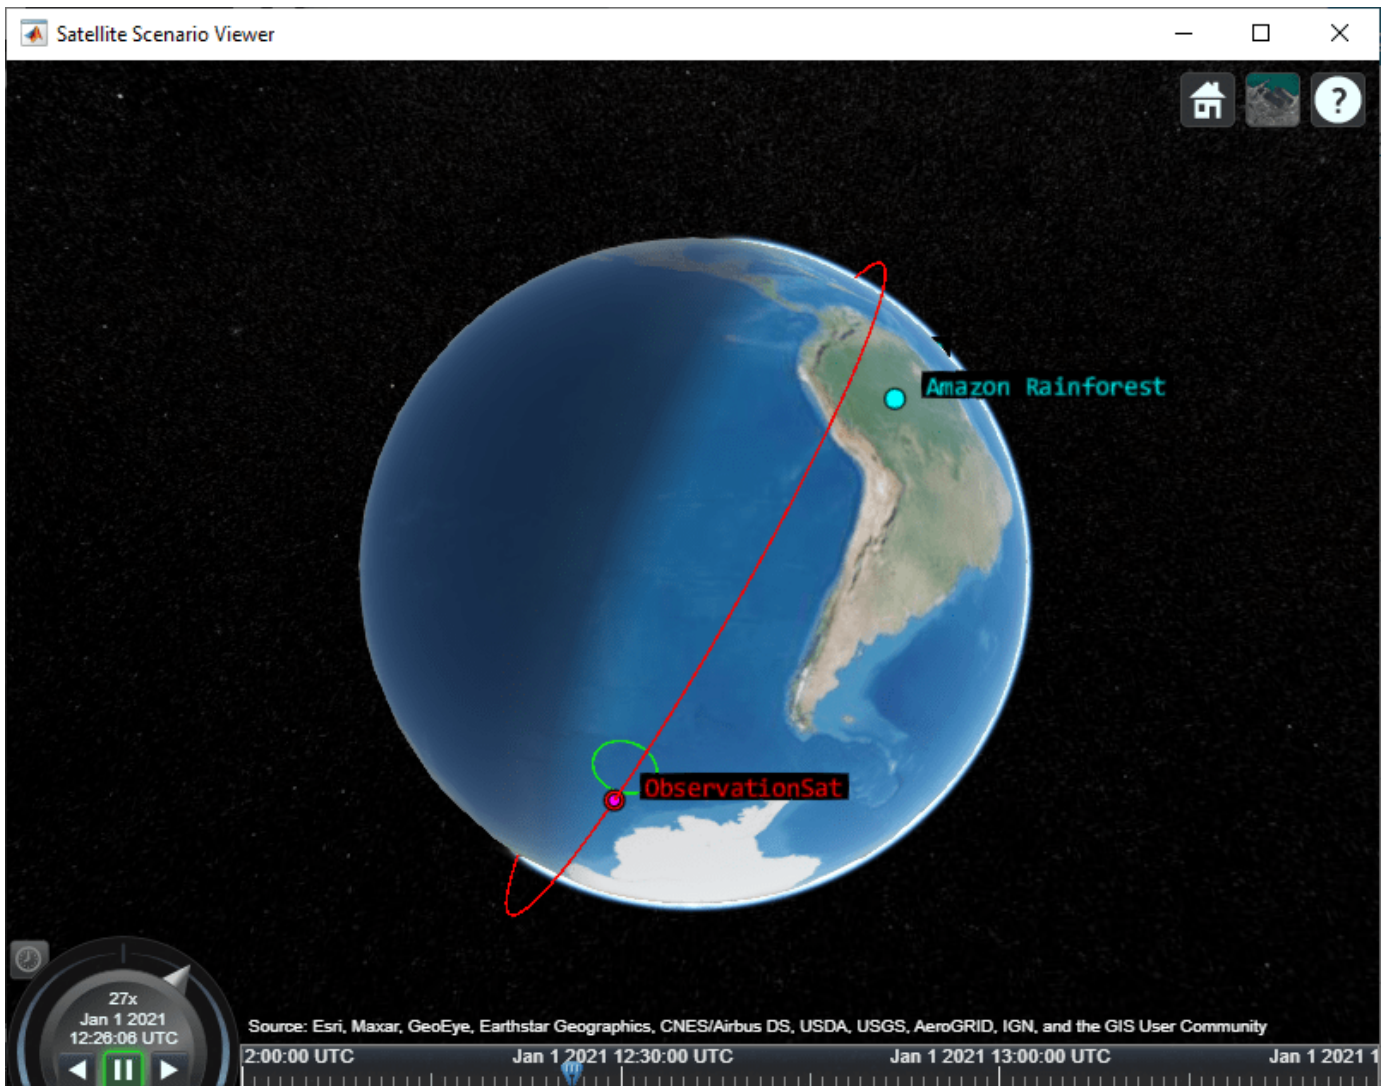 Satellite Scenario Viewer
?
Amazon Rainforest
ObservationSat
27x
Jan 1 2021
12:26:06 UTC
Source: Esri, Maxar, GeoEye, Earthstar Geographics, CNES/Airbus DS, USDA, USGS, AeroGRID, IGN, and the GIS User Community
2:00:00 UTC Jan 1 2021 12:30:00 UTC Jan 1 2021 13:00:00 UTC Jan 1 2021 1